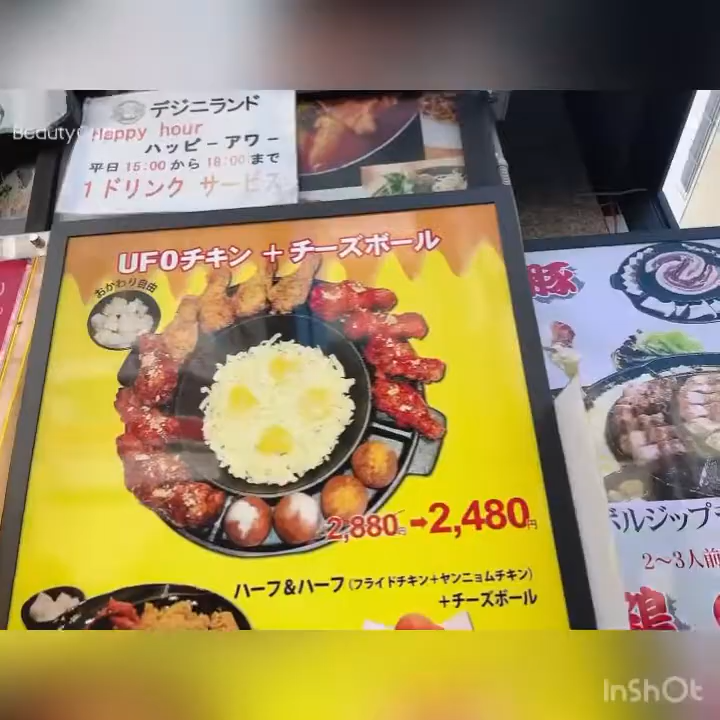 デジニランド
Happy hour
ハッピーアワー
平日 15:00 から 18:00 まで
1 ドリンク サービス
UFOチキン + チーズボール
おかわり自由
2,880円 → 2,480円
ハーフ&ハーフ (フライドチキン+ヤンニョムチキン)
+チーズボール
豚
ボルジップ
2〜3人前
鶏
Beauty
InShOt